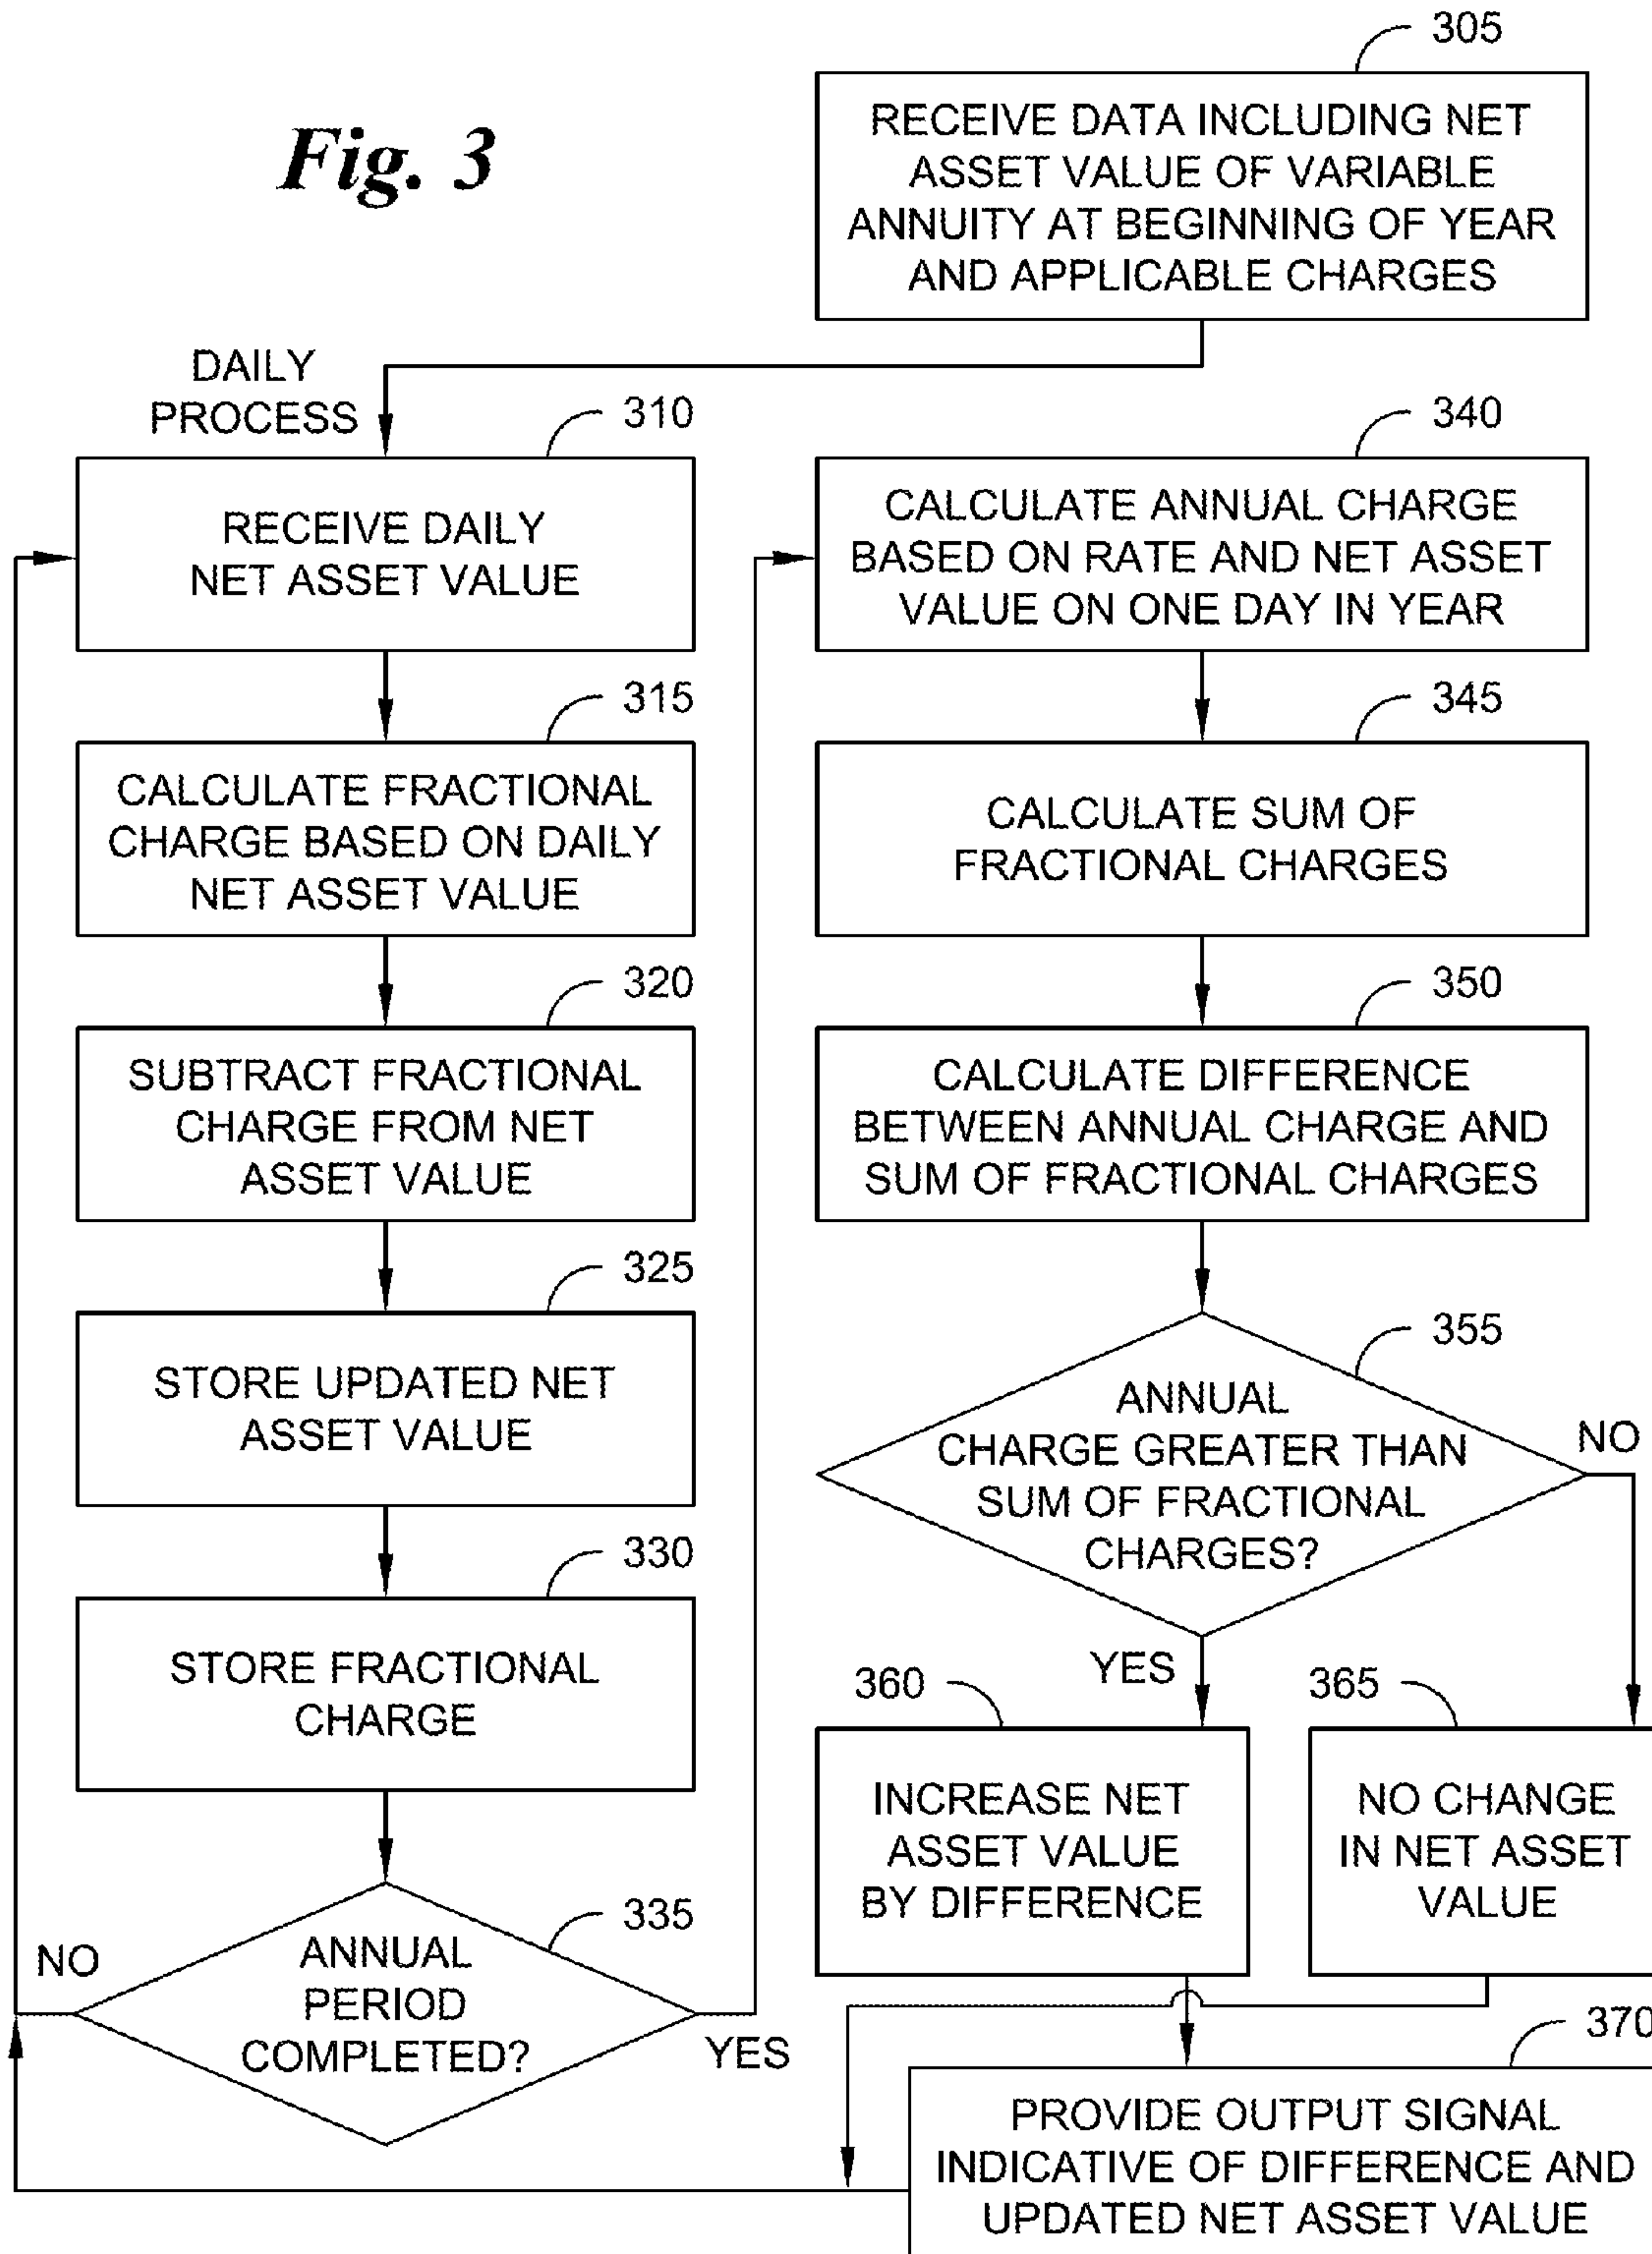 Fig. 3
305
RECEIVE DATA INCLUDING NET
ASSET VALUE OF VARIABLE
ANNUITY AT BEGINNING OF YEAR
AND APPLICABLE CHARGES
DAILY
PROCESS
310
RECEIVE DAILY
NET ASSET VALUE
315
CALCULATE FRACTIONAL
CHARGE BASED ON DAILY
NET ASSET VALUE
320
SUBTRACT FRACTIONAL
CHARGE FROM NET
ASSET VALUE
325
STORE UPDATED NET
ASSET VALUE
330
STORE FRACTIONAL
CHARGE
335
ANNUAL
PERIOD
COMPLETED?
NO
YES
340
CALCULATE ANNUAL CHARGE
BASED ON RATE AND NET ASSET
VALUE ON ONE DAY IN YEAR
345
CALCULATE SUM OF
FRACTIONAL CHARGES
350
CALCULATE DIFFERENCE
BETWEEN ANNUAL CHARGE AND
SUM OF FRACTIONAL CHARGES
355
ANNUAL
CHARGE GREATER THAN
SUM OF FRACTIONAL
CHARGES?
NO
YES
360
INCREASE NET
ASSET VALUE
BY DIFFERENCE
365
NO CHANGE
IN NET ASSET
VALUE
370
PROVIDE OUTPUT SIGNAL
INDICATIVE OF DIFFERENCE AND
UPDATED NET ASSET VALUE